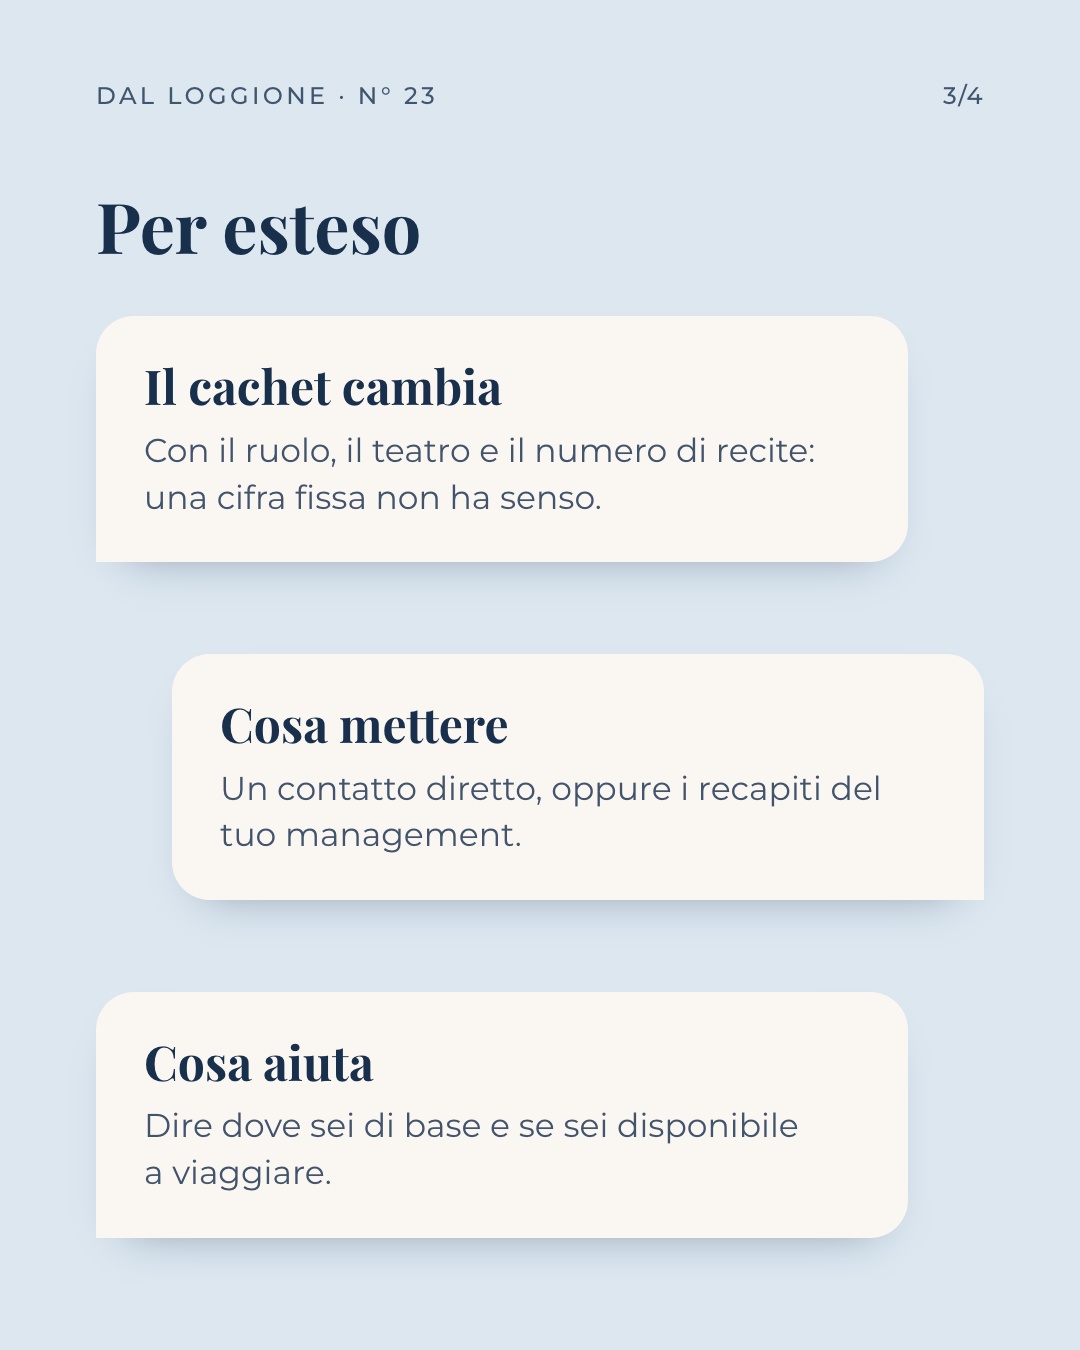 DAL LOGGIONE · N° 23
3/4
Per esteso
Il cachet cambia
Con il ruolo, il teatro e il numero di recite:
una cifra fissa non ha senso.
Cosa mettere
Un contatto diretto, oppure i recapiti del
tuo management.
Cosa aiuta
Dire dove sei di base e se sei disponibile
a viaggiare.